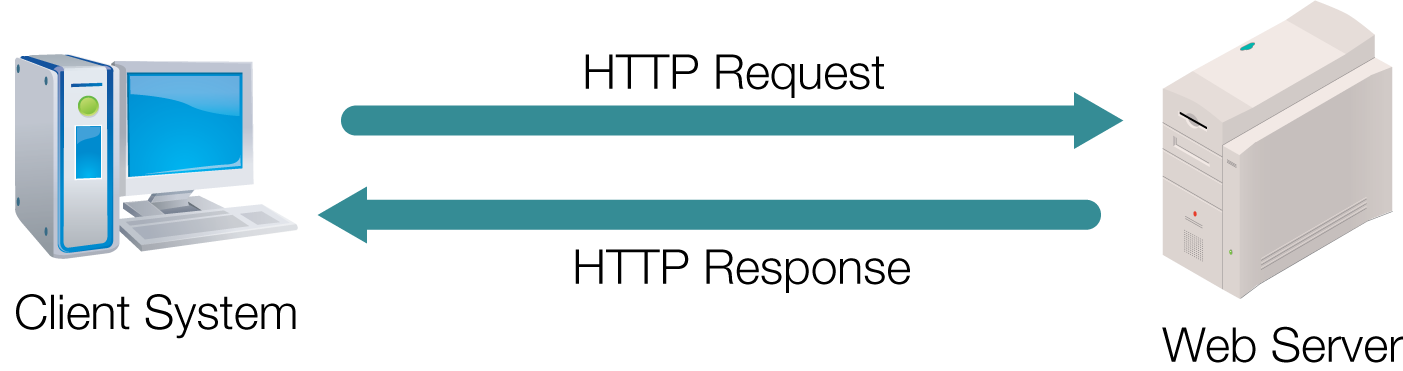 HTTP Request
HTTP Response
Client System
Web Server